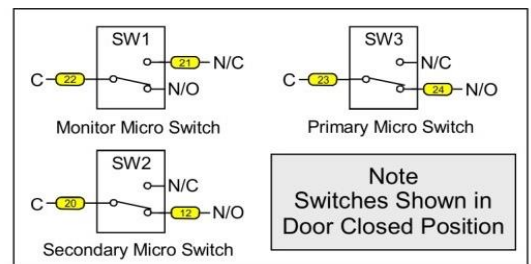 SW1
21 N/C
C 22
N/O
Monitor Micro Switch
SW3
N/C
C 23
24 N/O
Primary Micro Switch
SW2
N/C
C 20
12 N/O
Secondary Micro Switch
Note
Switches Shown in
Door Closed Position